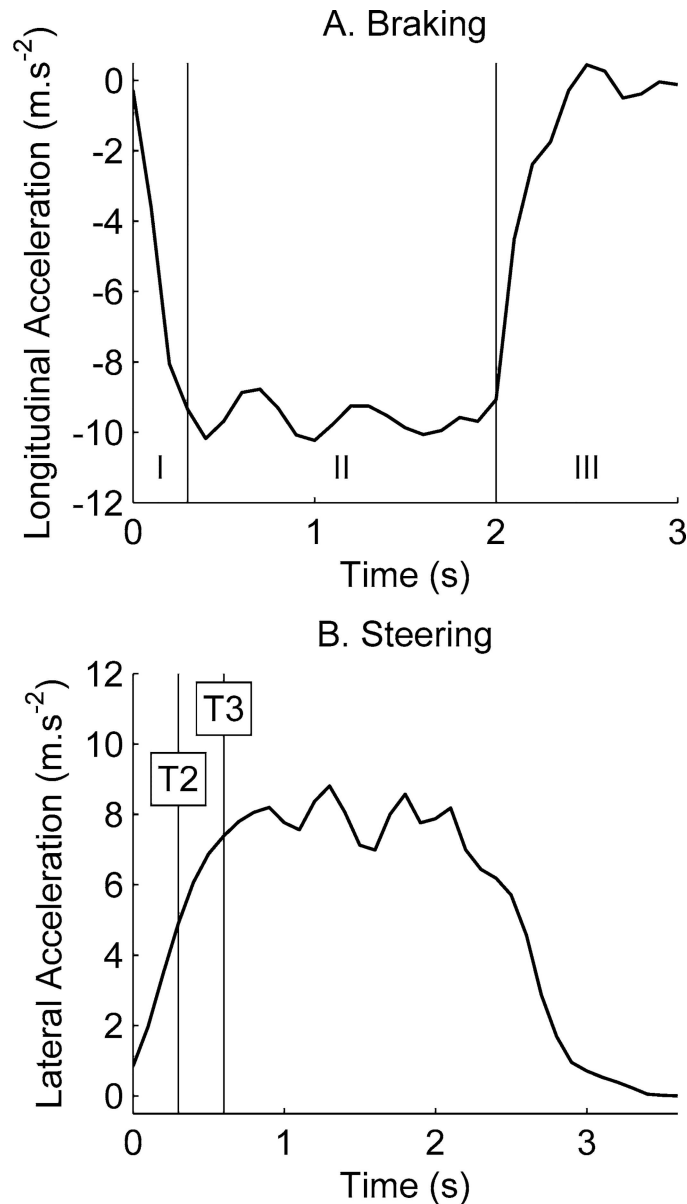 A. Braking
Longitudinal Acceleration (m.s-2)
0
-2
-4
-6
-8
-10
-12
I
II
III
0
1
2
3
Time (s)
B. Steering
Lateral Acceleration (m.s-2)
12
10
8
6
4
2
0
T3
T2
0
1
2
3
Time (s)